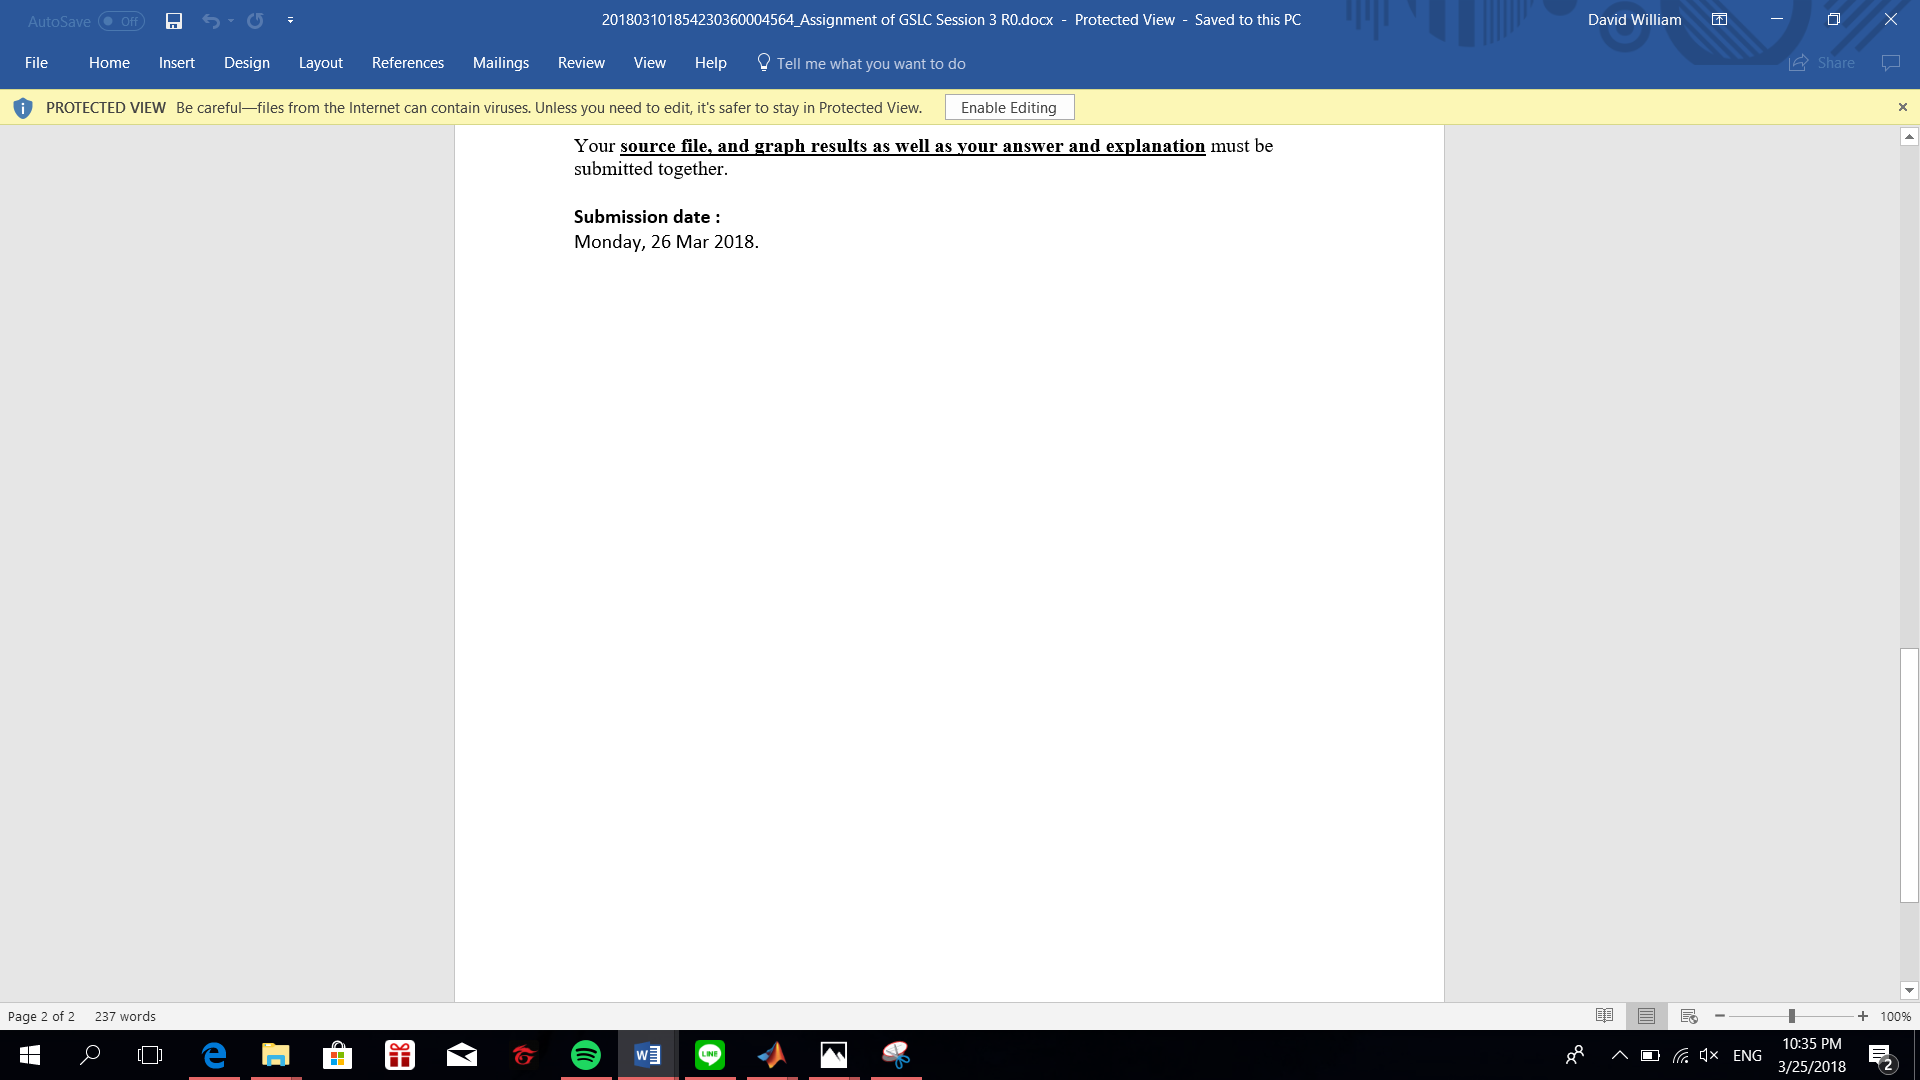 AutoSave Off
201803101854230360004564_Assignment of GSLC Session 3 R0.docx - Protected View - Saved to this PC
David William
File Home Insert Design Layout References Mailings Review View Help Tell me what you want to do
Share
PROTECTED VIEW Be careful—files from the Internet can contain viruses. Unless you need to edit, it's safer to stay in Protected View.
Enable Editing
Your source file, and graph results as well as your answer and explanation must be
submitted together.
Submission date :
Monday, 26 Mar 2018.
Page 2 of 2 237 words
100%
LINE
ENG
10:35 PM
3/25/2018
2